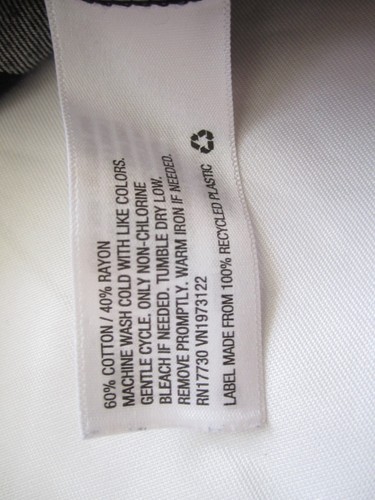 60% COTTON / 40% RAYON
MACHINE WASH COLD WITH LIKE COLORS.
GENTLE CYCLE. ONLY NON-CHLORINE
BLEACH IF NEEDED. TUMBLE DRY LOW.
REMOVE PROMPTLY. WARM IRON IF NEEDED.
RN17730 VN1973122
LABEL MADE FROM 100% RECYCLED PLASTIC